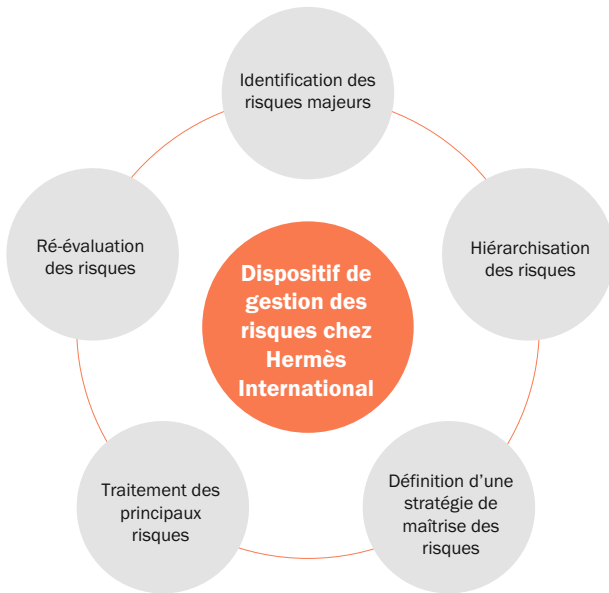 Identification des
risques majeurs
Hiérarchisation
des risques
Définition d’une
stratégie de
maîtrise des
risques
Traitement des
principaux
risques
Ré-évaluation
des risques
Dispositif de
gestion des
risques chez
Hermès
International